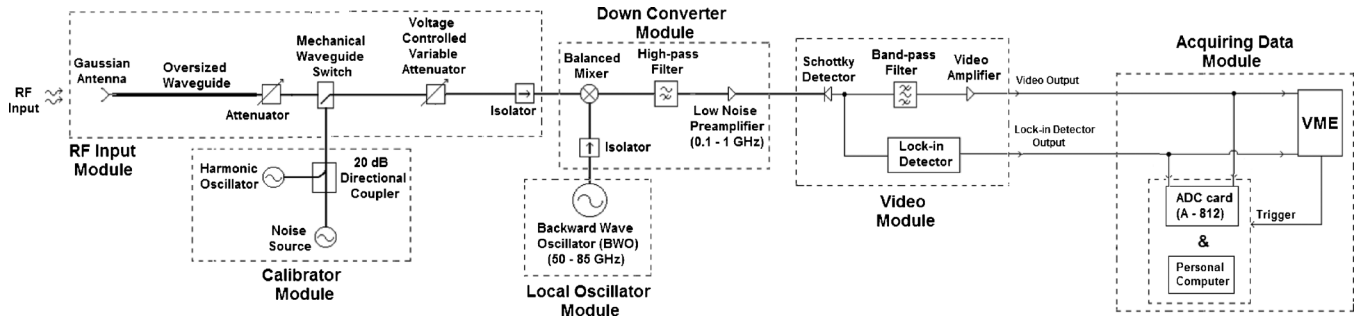 RF
Input
Gaussian
Antenna
Oversized
Waveguide
Attenuator
Mechanical
Waveguide
Switch
Voltage
Controlled
Variable
Attenuator
Isolator
RF Input
Module
Harmonic
Oscillator
20 dB
Directional
Coupler
Noise
Source
Calibrator
Module
Down Converter
Module
Balanced
Mixer
High-pass
Filter
Low Noise
Preamplifier
(0.1 - 1 GHz)
Isolator
Backward Wave
Oscillator (BWO)
(50 - 85 GHz)
Local Oscillator
Module
Schottky
Detector
Band-pass
Filter
Video
Amplifier
Lock-in
Detector
Video
Module
Video Output
Lock-in Detector
Output
Acquiring Data
Module
VME
ADC card
(A - 812)
Trigger
&
Personal
Computer